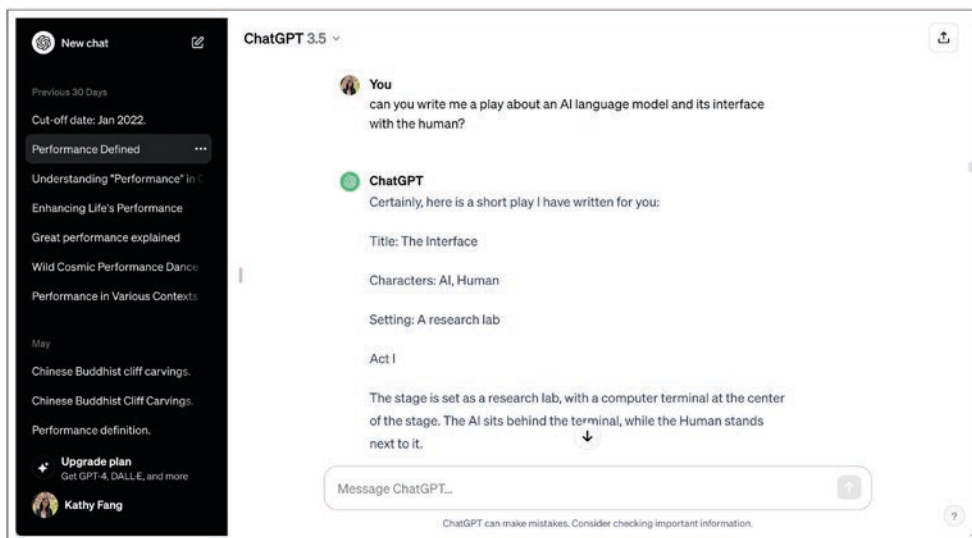 New chat
Previous 30 Days
Cut-off date: Jan 2022.
Performance Defined
Understanding "Performance" in
Enhancing Life's Performance
Great performance explained
Wild Cosmic Performance Dance
Performance in Various Contexts
May
Chinese Buddhist cliff carvings.
Chinese Buddhist Cliff Carvings.
Performance definition.
Upgrade plan
Get GPT-4, DALL·E, and more
Kathy Fang
ChatGPT 3.5
You
can you write me a play about an AI language model and its interface
with the human?
ChatGPT
Certainly, here is a short play I have written for you:
Title: The Interface
Characters: AI, Human
Setting: A research lab
Act I
The stage is set as a research lab, with a computer terminal at the center
of the stage. The AI sits behind the terminal, while the Human stands
next to it.
Message ChatGPT...
ChatGPT can make mistakes. Consider checking important information.
?